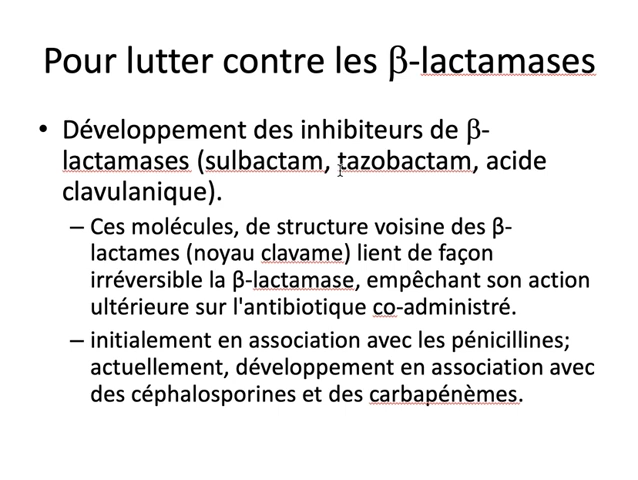 Pour lutter contre les β-lactamases
• Développement des inhibiteurs de β-
lactamases (sulbactam, tazobactam, acide
clavulanique).
– Ces molécules, de structure voisine des β-
lactames (noyau clavame) lient de façon
irréversible la β-lactamase, empêchant son action
ultérieure sur l'antibiotique co-administré.
– initialement en association avec les pénicillines;
actuellement, développement en association avec
des céphalosporines et des carbapénèmes.